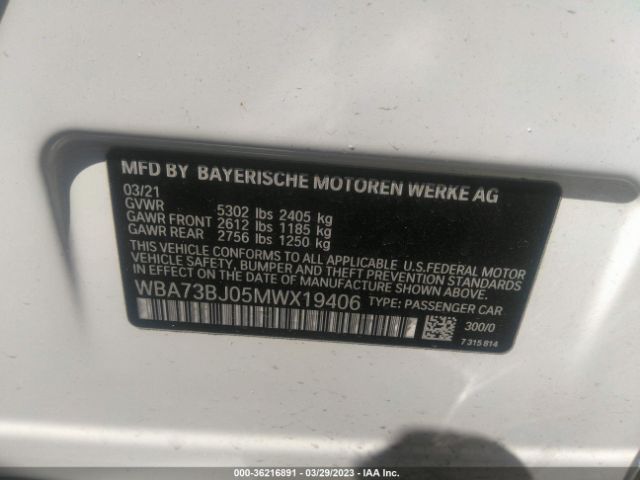 MFD BY BAYERISCHE MOTOREN WERKE AG
03/21
GVWR 5302 lbs 2405 kg
GAWR FRONT 2612 lbs 1185 kg
GAWR REAR 2756 lbs 1250 kg
THIS VEHICLE CONFORMS TO ALL APPLICABLE U.S.FEDERAL MOTOR
VEHICLE SAFETY, BUMPER AND THEFT PREVENTION STANDARDS
IN EFFECT ON THE DATE OF MANUFACTURE SHOWN ABOVE.
WBA73BJ05MWX19406 TYPE: PASSENGER CAR
300/0
7 315 814
000-36216891 - 03/29/2023 - IAA Inc.